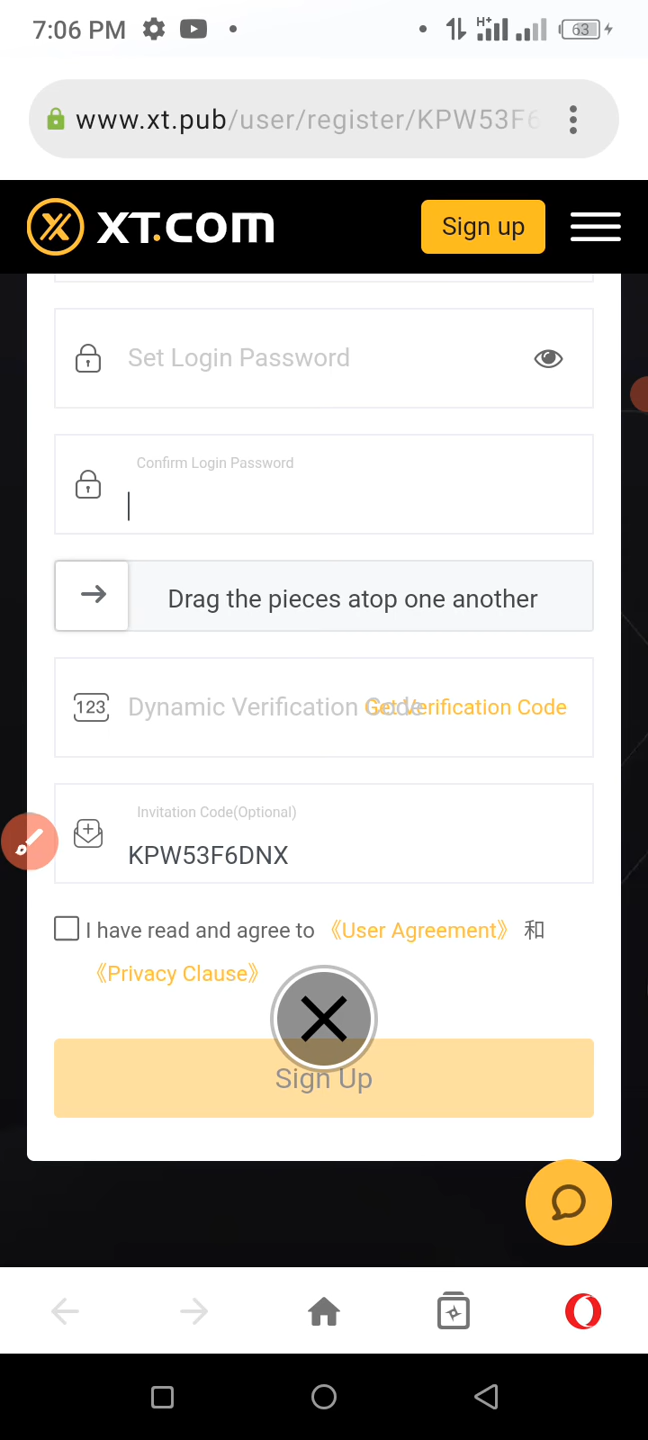 7:06 PM
H+
63
www.xt.pub/user/register/KPW53F6
XT.COM
Sign up
Set Login Password
Confirm Login Password
Drag the pieces atop one another
123
Dynamic Verification Code
Get Verification Code
Invitation Code(Optional)
KPW53F6DNX
I have read and agree to 《User Agreement》 和
《Privacy Clause》
Sign Up